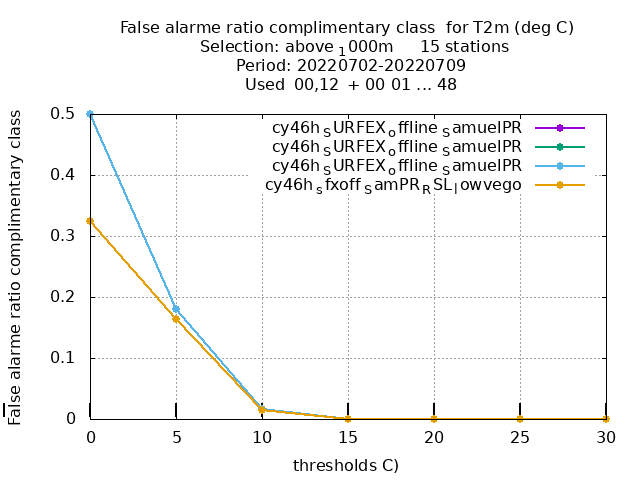 False alarme ratio complimentary class  for T2m (deg C)
Selection: above ₁000m     15 stations
Period: 20220702-20220709
Used  00,12  + 00 01 ... 48
False alarme ratio complimentary class
0.5
0.4
0.3
0.2
0.1
0
cy46h_SURFEX_offline_SamuelPR
cy46h_SURFEX_offline_SamuelPR
cy46h_SURFEX_offline_SamuelPR
cy46h_sfxoff_SamPR_RSL_lowvego
0 5 10 15 20 25 30
thresholds C)